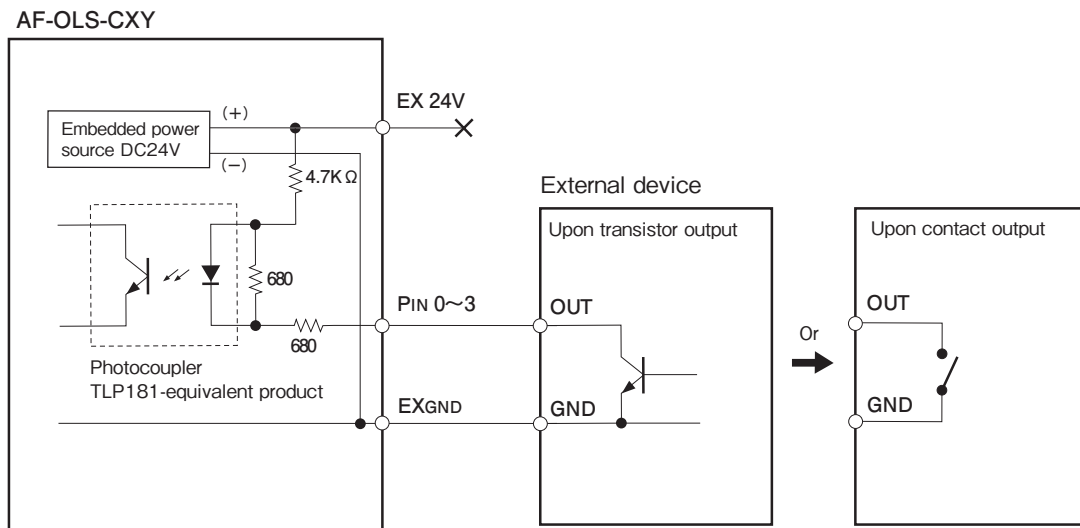 AF-OLS-CXY
EX 24V
(+)
Embedded power
source DC24V
(−)
4.7K Ω
External device
Upon transistor output
Upon contact output
680
PIN 0〜3
OUT
OUT
680
Or
Photocoupler
TLP181-equivalent product
EXGND
GND
GND